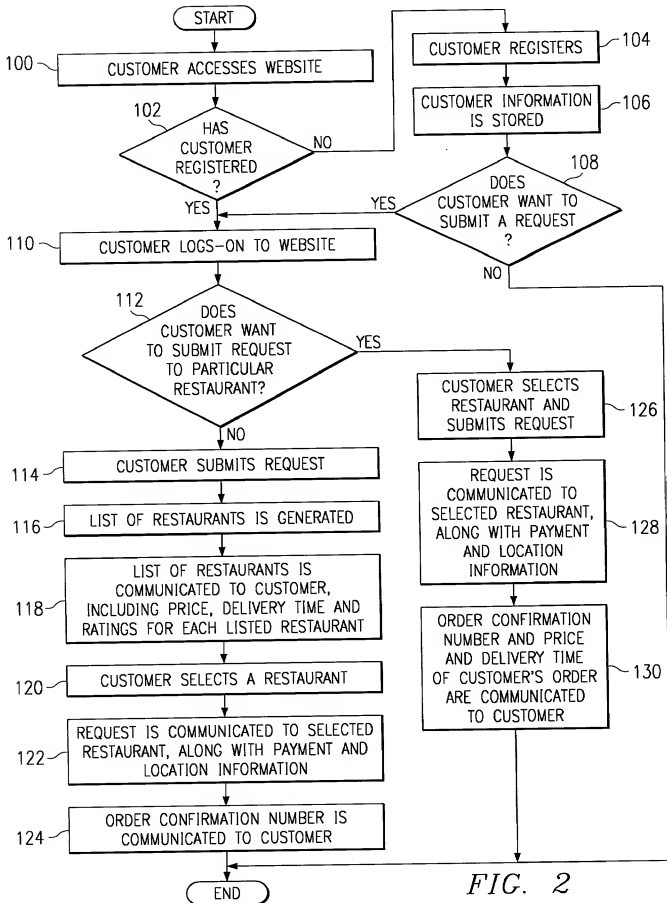 START
100
CUSTOMER ACCESSES WEBSITE
102
HAS
CUSTOMER
REGISTERED
?
NO
YES
CUSTOMER REGISTERS
104
CUSTOMER INFORMATION
IS STORED
106
108
DOES
CUSTOMER WANT TO
SUBMIT A REQUEST
?
YES
NO
110
CUSTOMER LOGS-ON TO WEBSITE
112
DOES
CUSTOMER WANT
TO SUBMIT REQUEST
TO PARTICULAR
RESTAURANT?
YES
NO
114
CUSTOMER SUBMITS REQUEST
116
LIST OF RESTAURANTS IS GENERATED
118
LIST OF RESTAURANTS IS
COMMUNICATED TO CUSTOMER,
INCLUDING PRICE, DELIVERY TIME AND
RATINGS FOR EACH LISTED RESTAURANT
120
CUSTOMER SELECTS A RESTAURANT
122
REQUEST IS COMMUNICATED TO SELECTED
RESTAURANT, ALONG WITH PAYMENT AND
LOCATION INFORMATION
124
ORDER CONFIRMATION NUMBER IS
COMMUNICATED TO CUSTOMER
CUSTOMER SELECTS
RESTAURANT AND
SUBMITS REQUEST
126
REQUEST IS
COMMUNICATED TO
SELECTED RESTAURANT,
ALONG WITH PAYMENT
AND LOCATION
INFORMATION
128
ORDER CONFIRMATION
NUMBER AND PRICE
AND DELIVERY TIME
OF CUSTOMER'S ORDER
ARE COMMUNICATED
TO CUSTOMER
130
END
FIG. 2